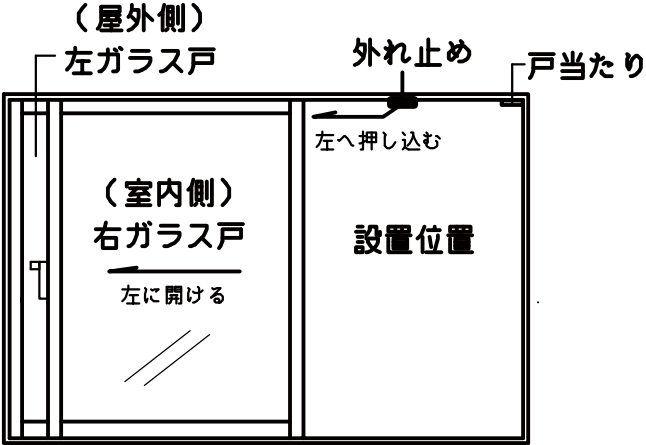 （屋外側）
左ガラス戸
外れ止め
戸当たり
左へ押し込む
（室内側）
右ガラス戸
左に開ける
設置位置